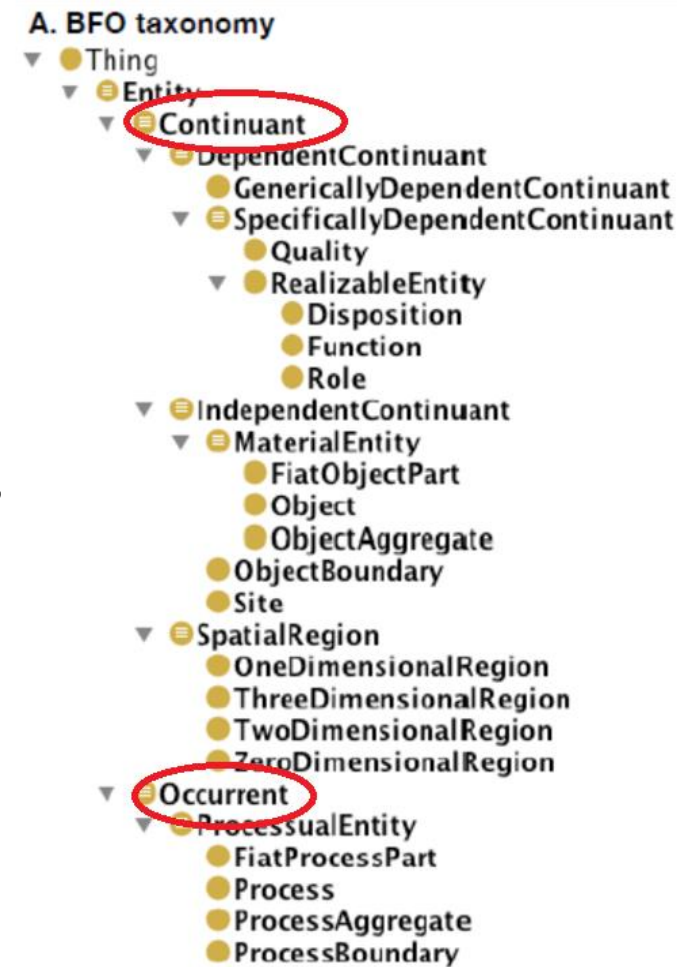 A. BFO taxonomy
Thing
Entity
Continuant
DependentContinuant
GenericallyDependentContinuant
SpecificallyDependentContinuant
Quality
RealizableEntity
Disposition
Function
Role
IndependentContinuant
MaterialEntity
FiatObjectPart
Object
ObjectAggregate
ObjectBoundary
Site
SpatialRegion
OneDimensionalRegion
ThreeDimensionalRegion
TwoDimensionalRegion
ZeroDimensionalRegion
Occurrent
ProcessualEntity
FiatProcessPart
Process
ProcessAggregate
ProcessBoundary